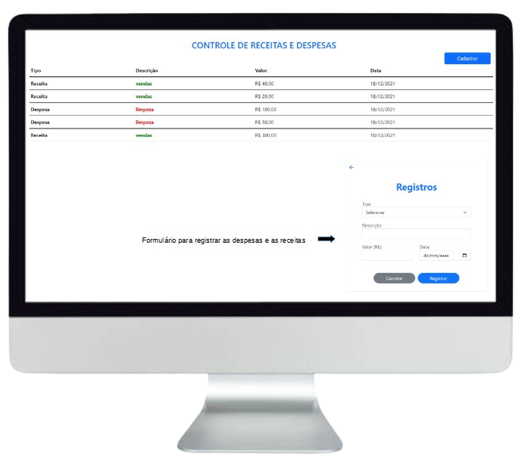 CONTROLE DE RECEITAS E DESPESAS
Cadastrar
Tipo Descrição Valor Data
Receita vendas R$ 40,00 18/12/2021
Receita vendas R$ 20,00 18/12/2021
Despesa limpeza R$ 100,00 18/12/2021
Despesa limpeza R$ 50,00 18/12/2021
Receita vendas R$ 300,00 19/12/2021
←
Registros
Tipo:
Selecione
Descrição:
Formulário para registrar as despesas e as receitas
Valor (R$): Data:
dd/mm/aaaa
Cancelar Registrar